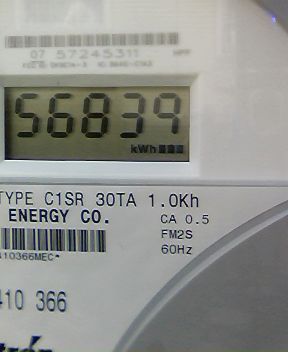 07 57245311
56839
kWh
TYPE C1SR 30TA 1.0Kh
ENERGY CO.
CA 0.5
FM2S
60Hz
410366MEC*
410 366